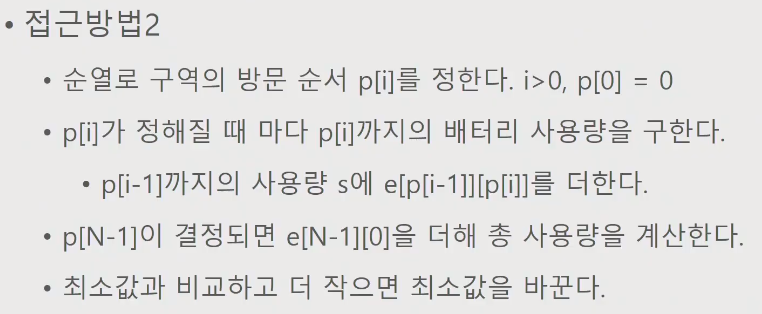 • 접근방법2
• 순열로 구역의 방문 순서 p[i]를 정한다. i>0, p[0] = 0
• p[i]가 정해질 때 마다 p[i]까지의 배터리 사용량을 구한다.
• p[i-1]까지의 사용량 s에 e[p[i-1]][p[i]]를 더한다.
• p[N-1]이 결정되면 e[N-1][0]을 더해 총 사용량을 계산한다.
• 최소값과 비교하고 더 작으면 최소값을 바꾼다.